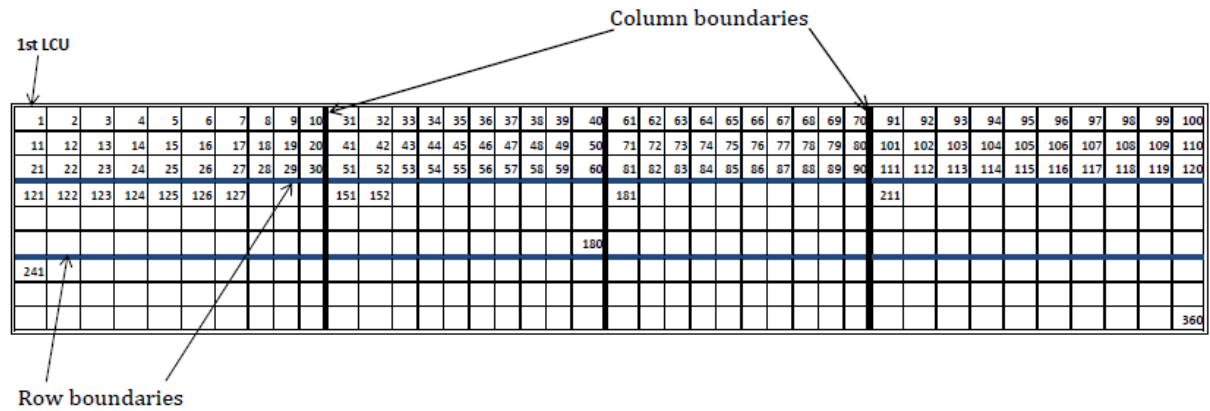 Column boundaries
1st LCU
1 2 3 4 5 6 7 8 9 10 31 32 33 34 35 36 37 38 39 40 61 62 63 64 65 66 67 68 69 70 91 92 93 94 95 96 97 98 99 100
11 12 13 14 15 16 17 18 19 20 41 42 43 44 45 46 47 48 49 50 71 72 73 74 75 76 77 78 79 80 101 102 103 104 105 106 107 108 109 110
21 22 23 24 25 26 27 28 29 30 51 52 53 54 55 56 57 58 59 60 81 82 83 84 85 86 87 88 89 90 111 112 113 114 115 116 117 118 119 120
121 122 123 124 125 126 127 151 152 181 211
180
241
360
Row boundaries